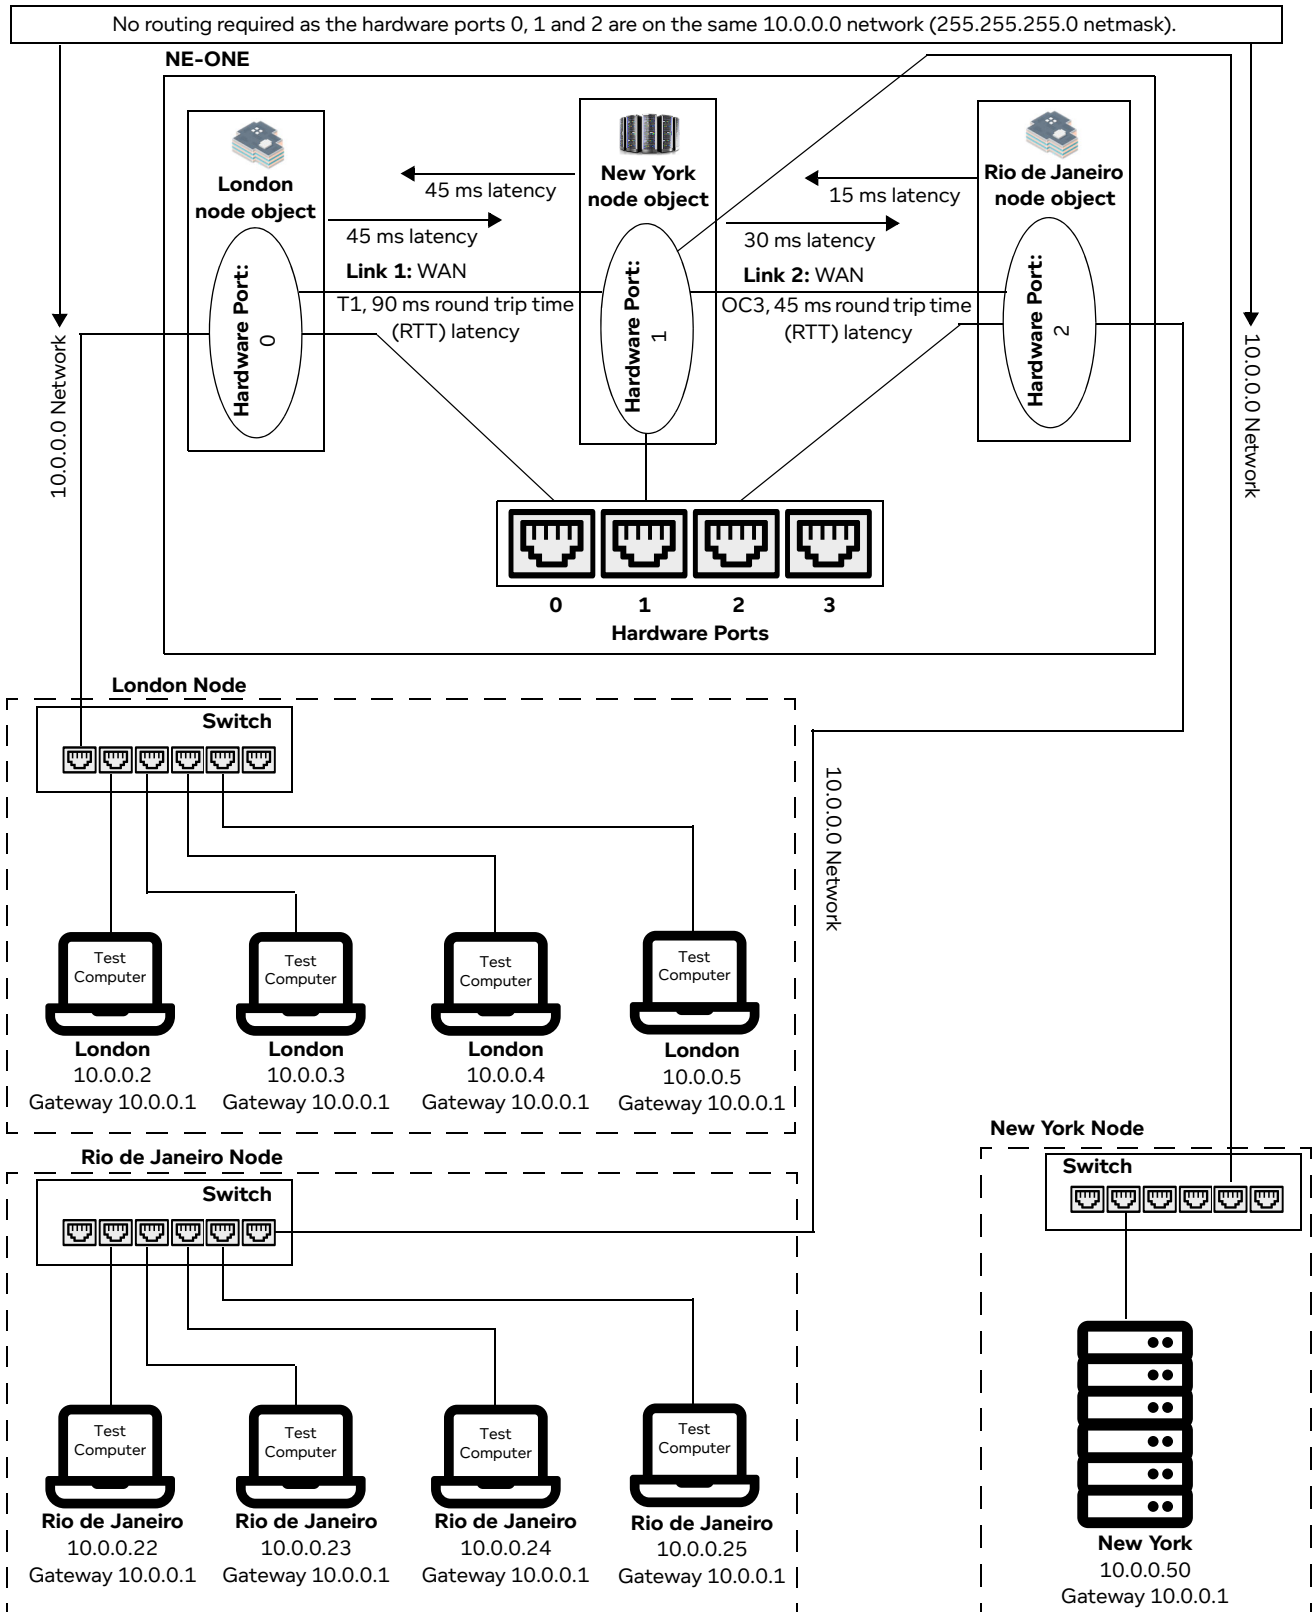 No routing required as the hardware ports 0, 1 and 2 are on the same 10.0.0.0 network (255.255.255.0 netmask).
NE-ONE
London
node object
New York
node object
Rio de Janeiro
node object
45 ms latency
45 ms latency
15 ms latency
30 ms latency
Link 1: WAN
T1, 90 ms round trip time
(RTT) latency
Link 2: WAN
OC3, 45 ms round trip time
(RTT) latency
Hardware Port:
0
Hardware Port:
1
Hardware Port:
2
10.0.0.0 Network
10.0.0.0 Network
0
1
2
3
Hardware Ports
London Node
Switch
10.0.0.0 Network
Test
Computer
Test
Computer
Test
Computer
Test
Computer
London
10.0.0.2
Gateway 10.0.0.1
London
10.0.0.3
Gateway 10.0.0.1
London
10.0.0.4
Gateway 10.0.0.1
London
10.0.0.5
Gateway 10.0.0.1
Rio de Janeiro Node
Switch
Test
Computer
Test
Computer
Test
Computer
Test
Computer
Rio de Janeiro
10.0.0.22
Gateway 10.0.0.1
Rio de Janeiro
10.0.0.23
Gateway 10.0.0.1
Rio de Janeiro
10.0.0.24
Gateway 10.0.0.1
Rio de Janeiro
10.0.0.25
Gateway 10.0.0.1
New York Node
Switch
New York
10.0.0.50
Gateway 10.0.0.1